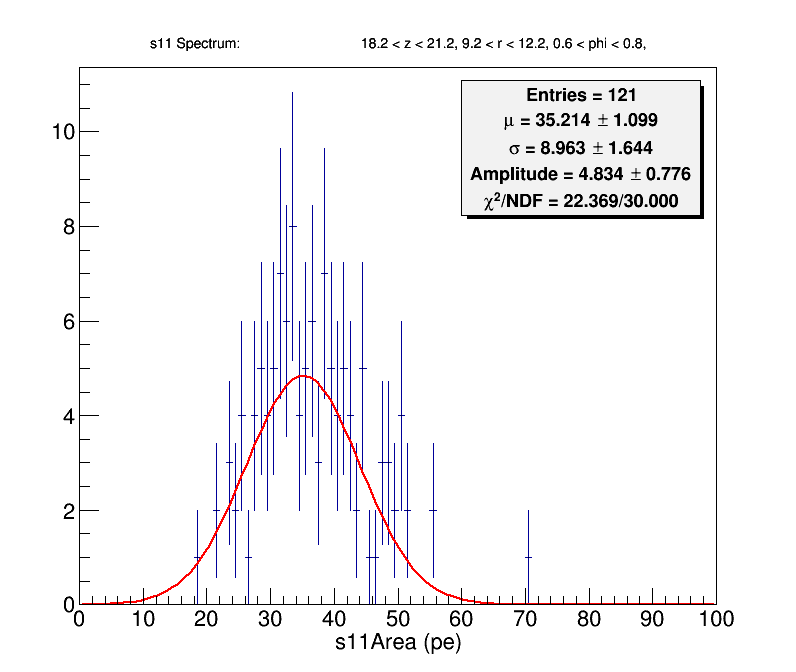 s11 Spectrum: 18.2 < z < 21.2, 9.2 < r < 12.2, 0.6 < phi < 0.8,
Entries = 121
μ = 35.214 ± 1.099
σ = 8.963 ± 1.644
Amplitude = 4.834 ± 0.776
χ²/NDF = 22.369/30.000
10
8
6
4
2
0
0 10 20 30 40 50 60 70 80 90 100
s11Area (pe)